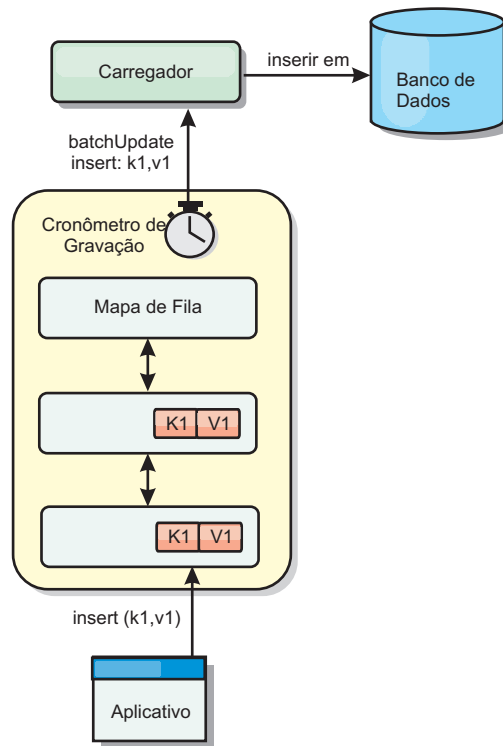 Carregador
inserir em
Banco de
Dados
batchUpdate
insert: k1,v1
Cronômetro de
Gravação
Mapa de Fila
K1 V1
K1 V1
insert (k1,v1)
Aplicativo